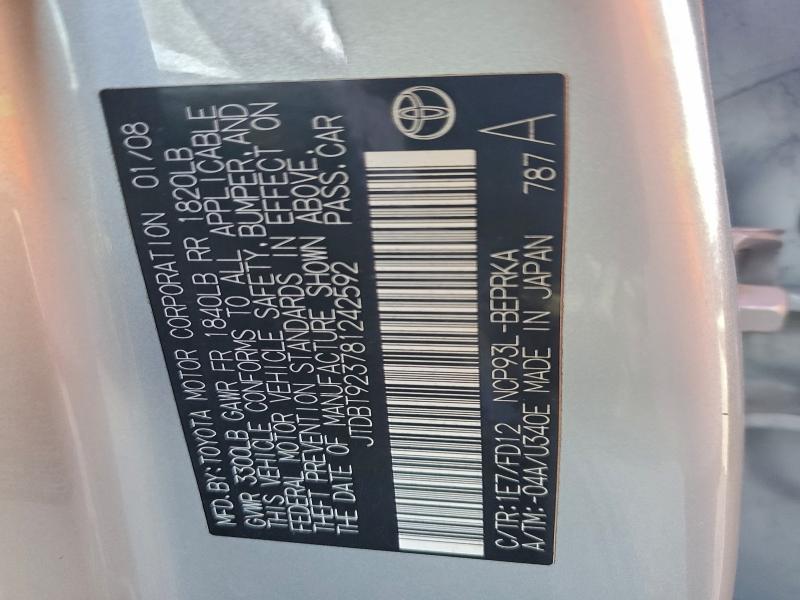 MFD. BY: TOYOTA MOTOR CORPORATION 01/08
GVWR 3300LB GAWR FR 1840LB RR 1820LB
THIS VEHICLE CONFORMS TO ALL APPLICABLE
FEDERAL MOTOR VEHICLE SAFETY, BUMPER, AND
THEFT PREVENTION STANDARDS IN EFFECT ON
THE DATE OF MANUFACTURE SHOWN ABOVE.
JTDBT923781242592 PASS. CAR
C/TR: 1E7/FD12 NCP93L-BEPRKA
A/TM: -04A/U340E MADE IN JAPAN 787A